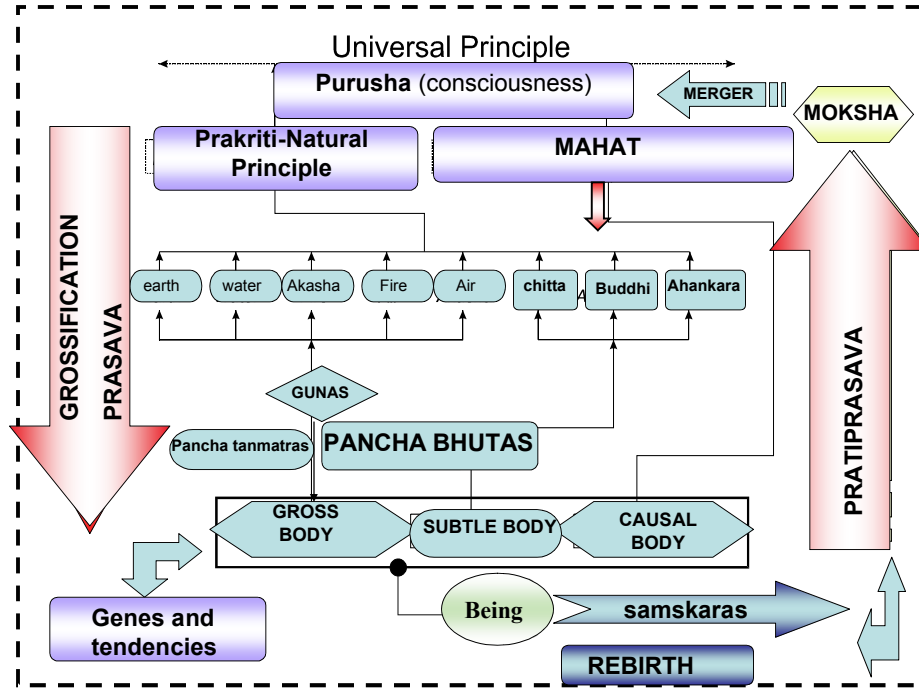 Universal Principle
Purusha (consciousness)
MERGER
MOKSHA
Prakriti-Natural
Principle
MAHAT
GROSSIFICATION
PRASAVA
earth
water
Akasha
Fire
Air
chitta
Buddhi
Ahankara
GUNAS
Pancha tanmatras
PANCHA BHUTAS
PRATIPRASAVA
GROSS
BODY
SUBTLE BODY
CAUSAL
BODY
Genes and
tendencies
Being
samskaras
REBIRTH